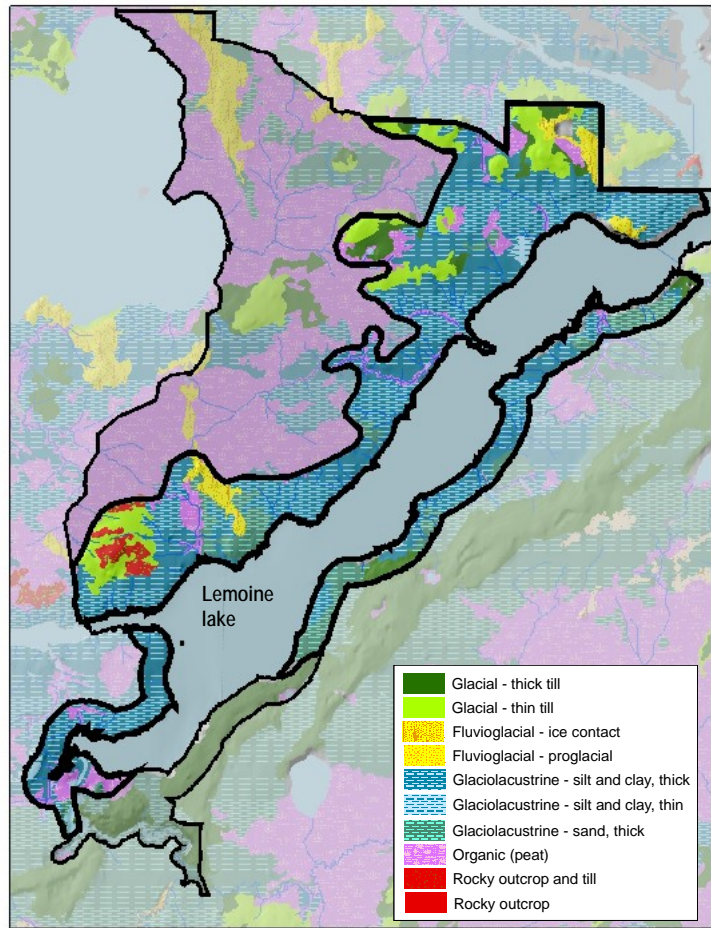 Lemoine
lake
Glacial - thick till
Glacial - thin till
Fluvioglacial - ice contact
Fluvioglacial - proglacial
Glaciolacustrine - silt and clay, thick
Glaciolacustrine - silt and clay, thin
Glaciolacustrine - sand, thick
Organic (peat)
Rocky outcrop and till
Rocky outcrop